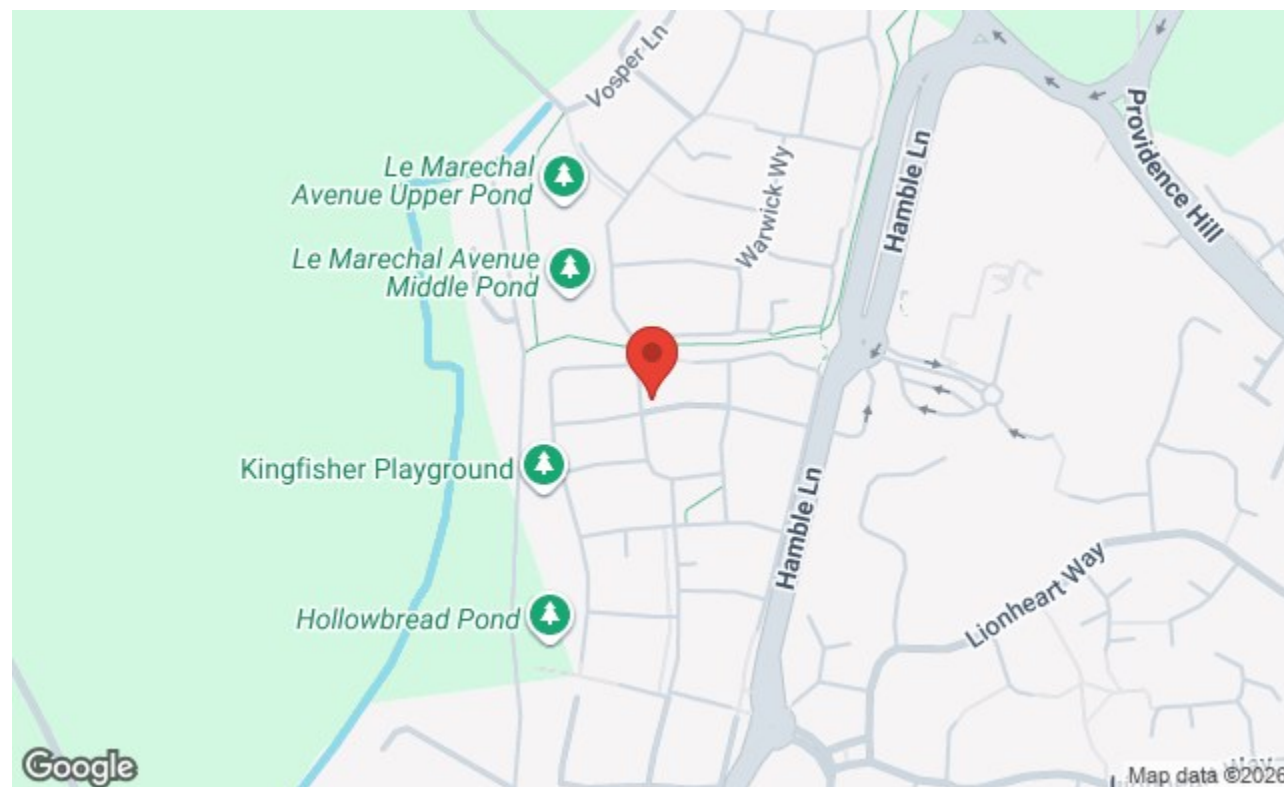 Vosper Ln
Le Marechal
Avenue Upper Pond
Warwick Wy
Hamble Ln
Providence Hill
Le Marechal Avenue
Middle Pond
Kingfisher Playground
Hamble Ln
Lionheart Way
Hollowbread Pond
Google
Map data ©2026